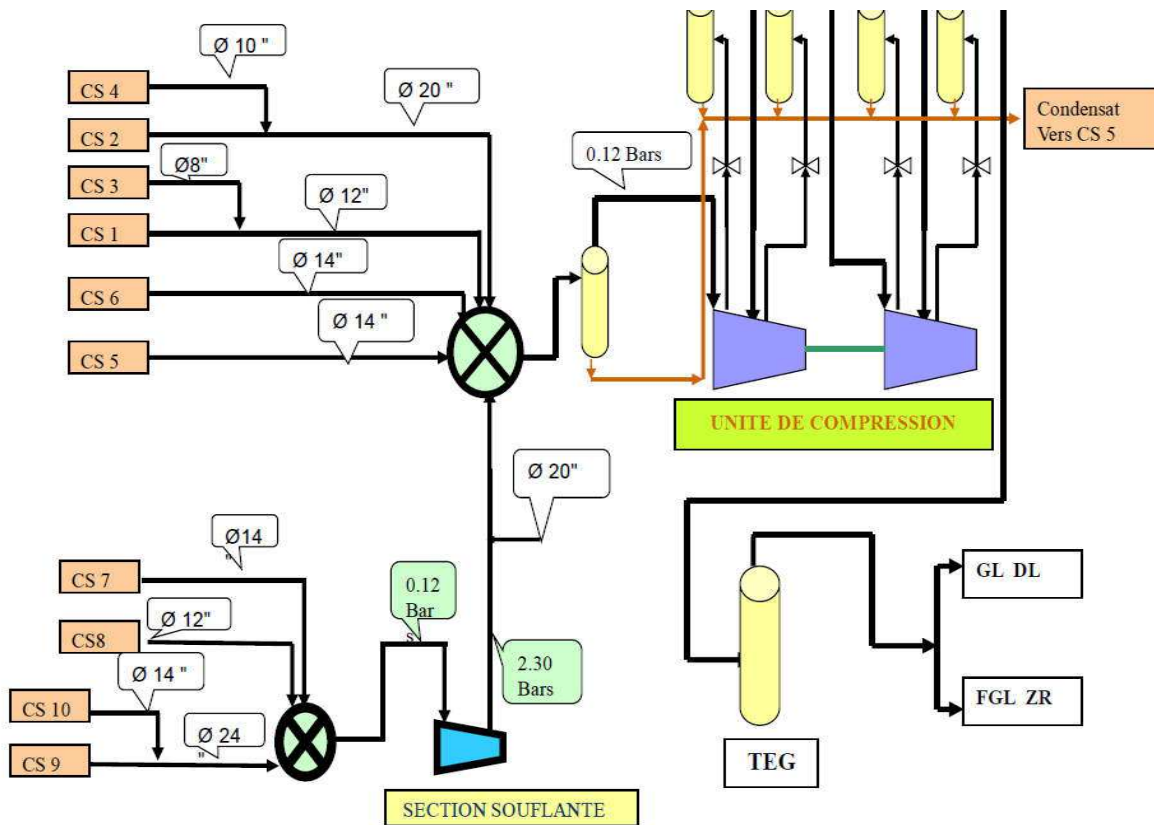 Ø 10 "
CS 4
Ø 20 "
CS 2
Ø8"
CS 3
Ø 12"
CS 1
Ø 14"
CS 6
Ø 14 "
CS 5
0.12 Bars
Condensat
Vers CS 5
UNITE DE COMPRESSION
Ø 20"
Ø14
"
CS 7
Ø 12"
CS8
Ø 14 "
CS 10
Ø 24
"
CS 9
0.12
Bar
s
2.30
Bars
SECTION SOUFLANTE
TEG
GL DL
FGL ZR